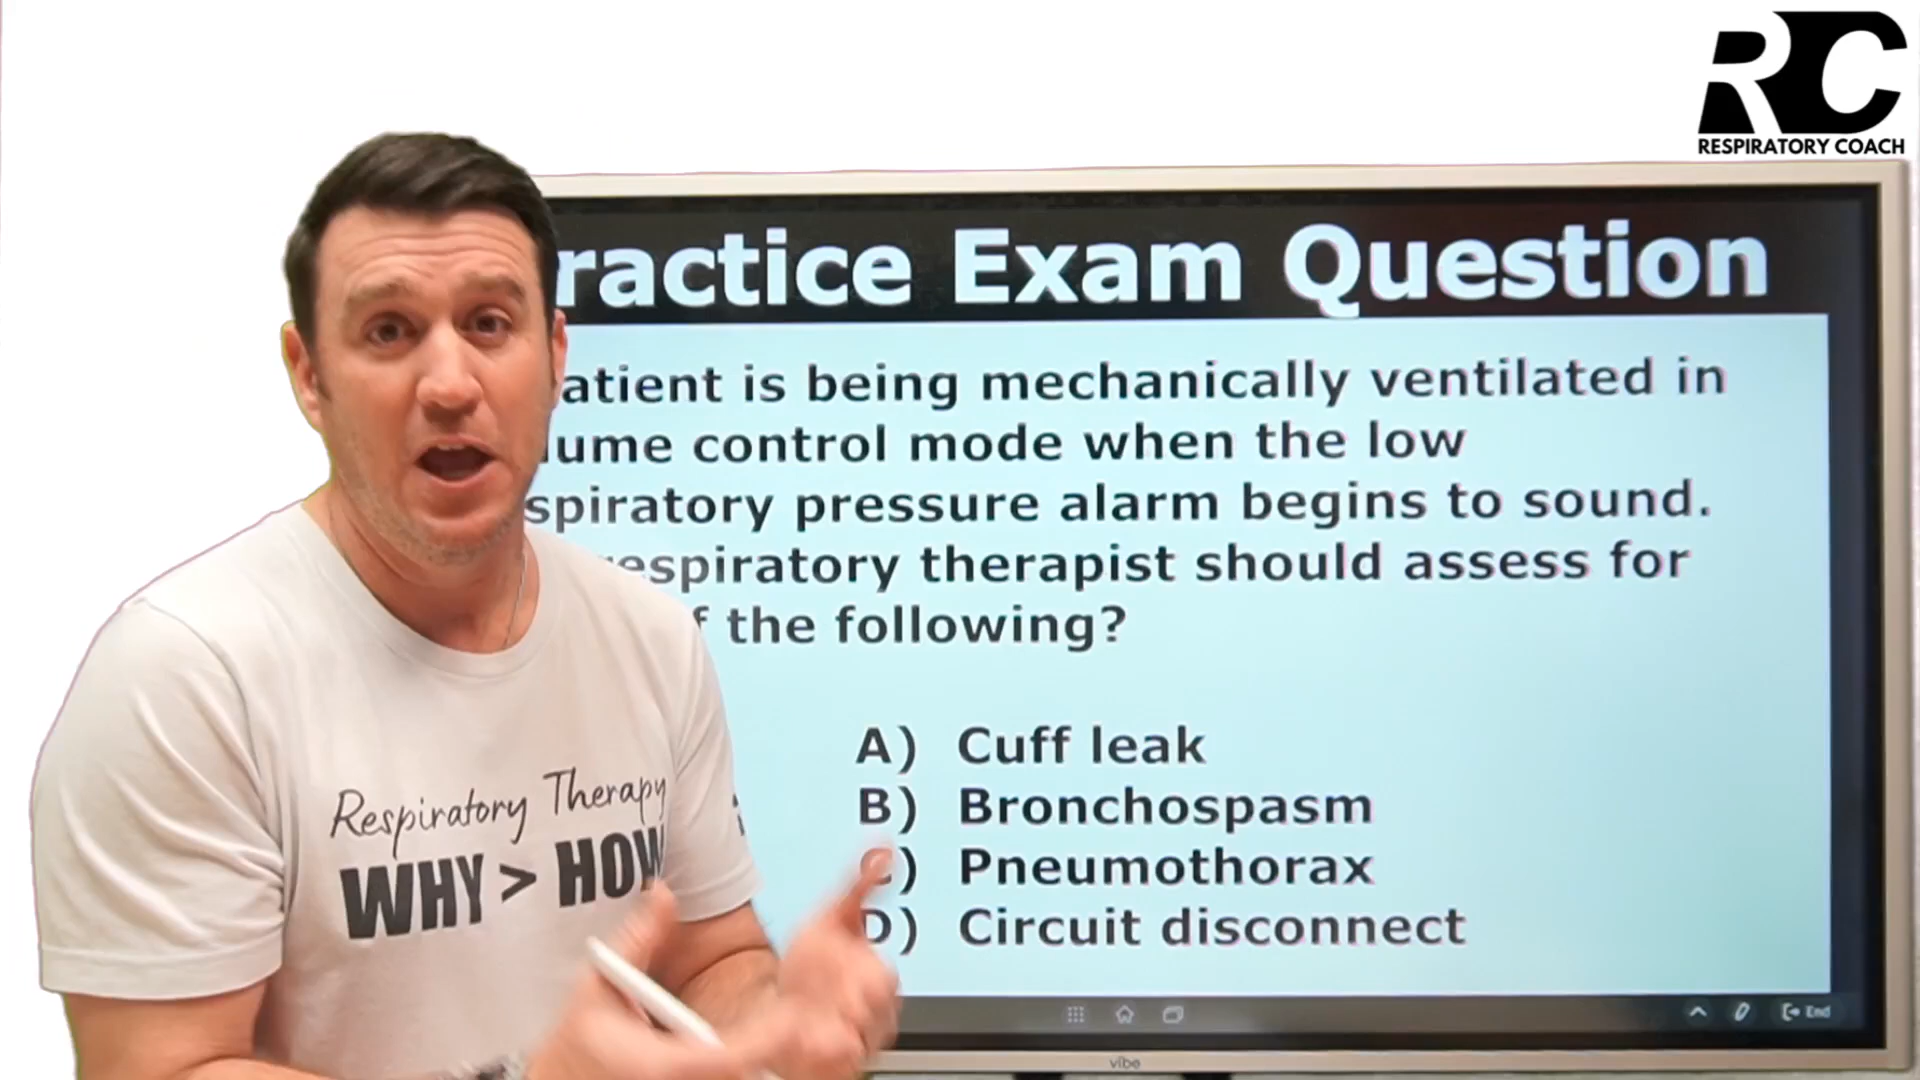 RC
RESPIRATORY COACH
ractice Exam Question
atient is being mechanically ventilated in
lume control mode when the low
spiratory pressure alarm begins to sound.
respiratory therapist should assess for
f the following?
A) Cuff leak
B) Bronchospasm
C) Pneumothorax
D) Circuit disconnect
Respiratory Therapy
WHY > HOW
End
vibe